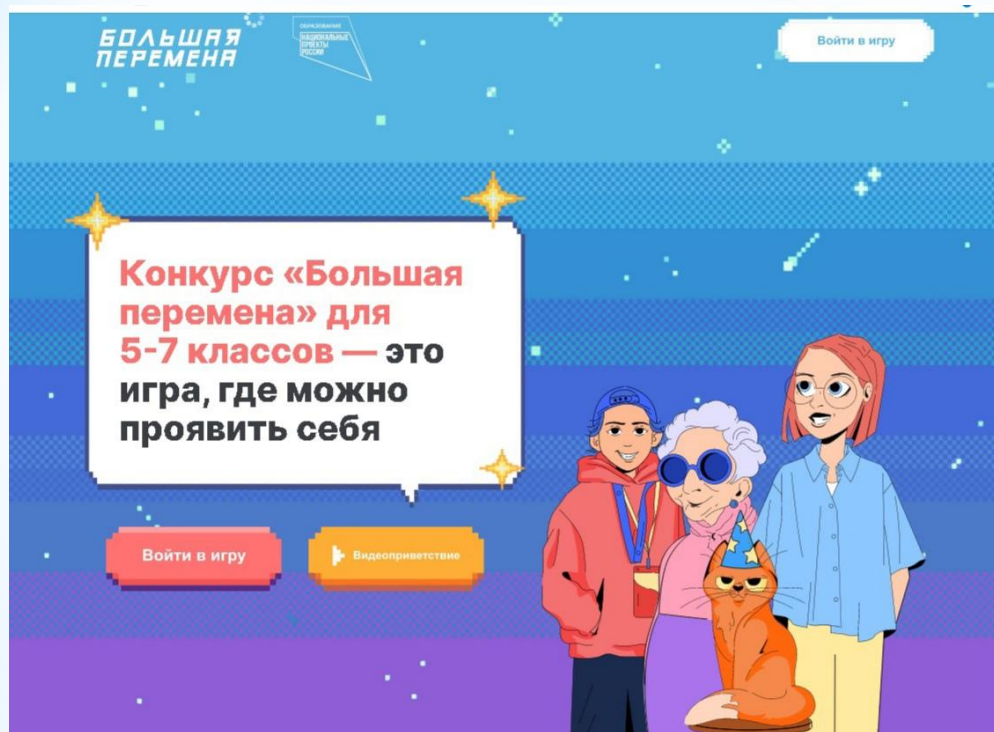 БОЛЬШАЯ
ПЕРЕМЕНА
ОБРАЗОВАНИЕ
НАЦИОНАЛЬНЫЕ
ПРОЕКТЫ
РОССИИ
Войти в игру
Конкурс «Большая
перемена» для
5-7 классов — это
игра, где можно
проявить себя
Войти в игру
Видеоприветствие